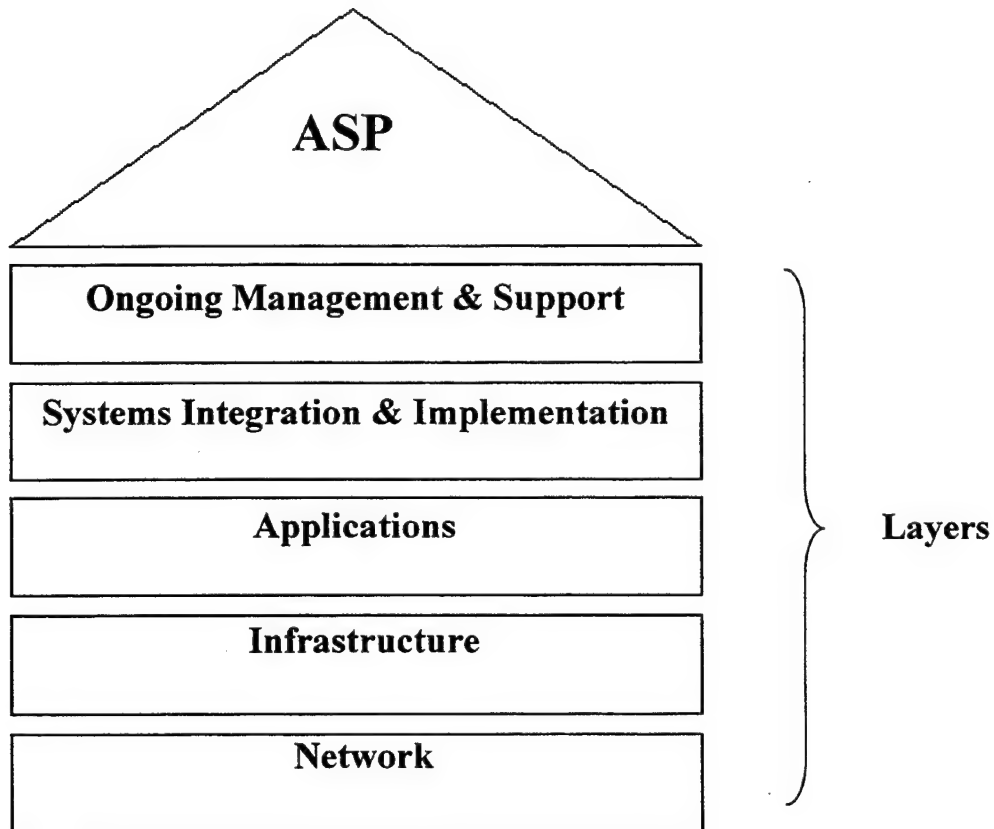 ASP
Ongoing Management & Support
Systems Integration & Implementation
Applications
Layers
Infrastructure
Network